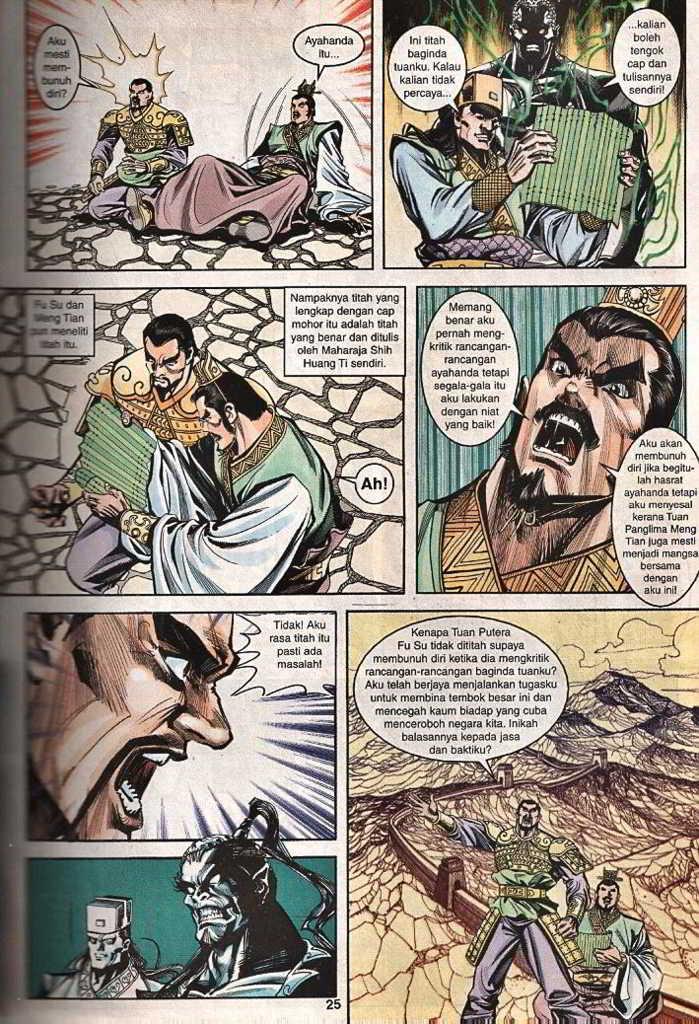 Aku
mesti
mem-
bunuh
diri?
Ayahanda
itu...
Ini titah
baginda
tuanku. Kalau
kalian tidak
percaya...
...kalian
boleh
tengok
cap dan
tulisannya
sendiri!
Fu Su dan
Meng Tian
pun meneliti
titah itu.
Nampaknya titah yang
lengkap dengan cap
mohor itu adalah titah
yang benar dan ditulis
oleh Maharaja Shih
Huang Ti sendiri.
Ah!
Memang
benar aku
pernah meng-
kritik rancangan-
rancangan
ayahanda tetapi
segala-gala itu
aku lakukan
dengan niat
yang baik!
Aku akan
membunuh
diri jika begitu-
lah hasrat
ayahanda tetapi
aku menyesal
kerana Tuan
Panglima Meng
Tian juga mesti
menjadi mangsa
bersama
dengan
aku ini!
Tidak! Aku
rasa titah itu
pasti ada
masalah!
Kenapa Tuan Putera
Fu Su tidak dititah supaya
membunuh diri ketika dia mengkritik
rancangan-rancangan baginda tuanku?
Aku telah berjaya menjalankan tugasku
untuk membina tembok besar ini dan
mencegah kaum biadap yang cuba
menceroboh negara kita. Inikah
balasannya kepada jasa
dan baktiku?
25